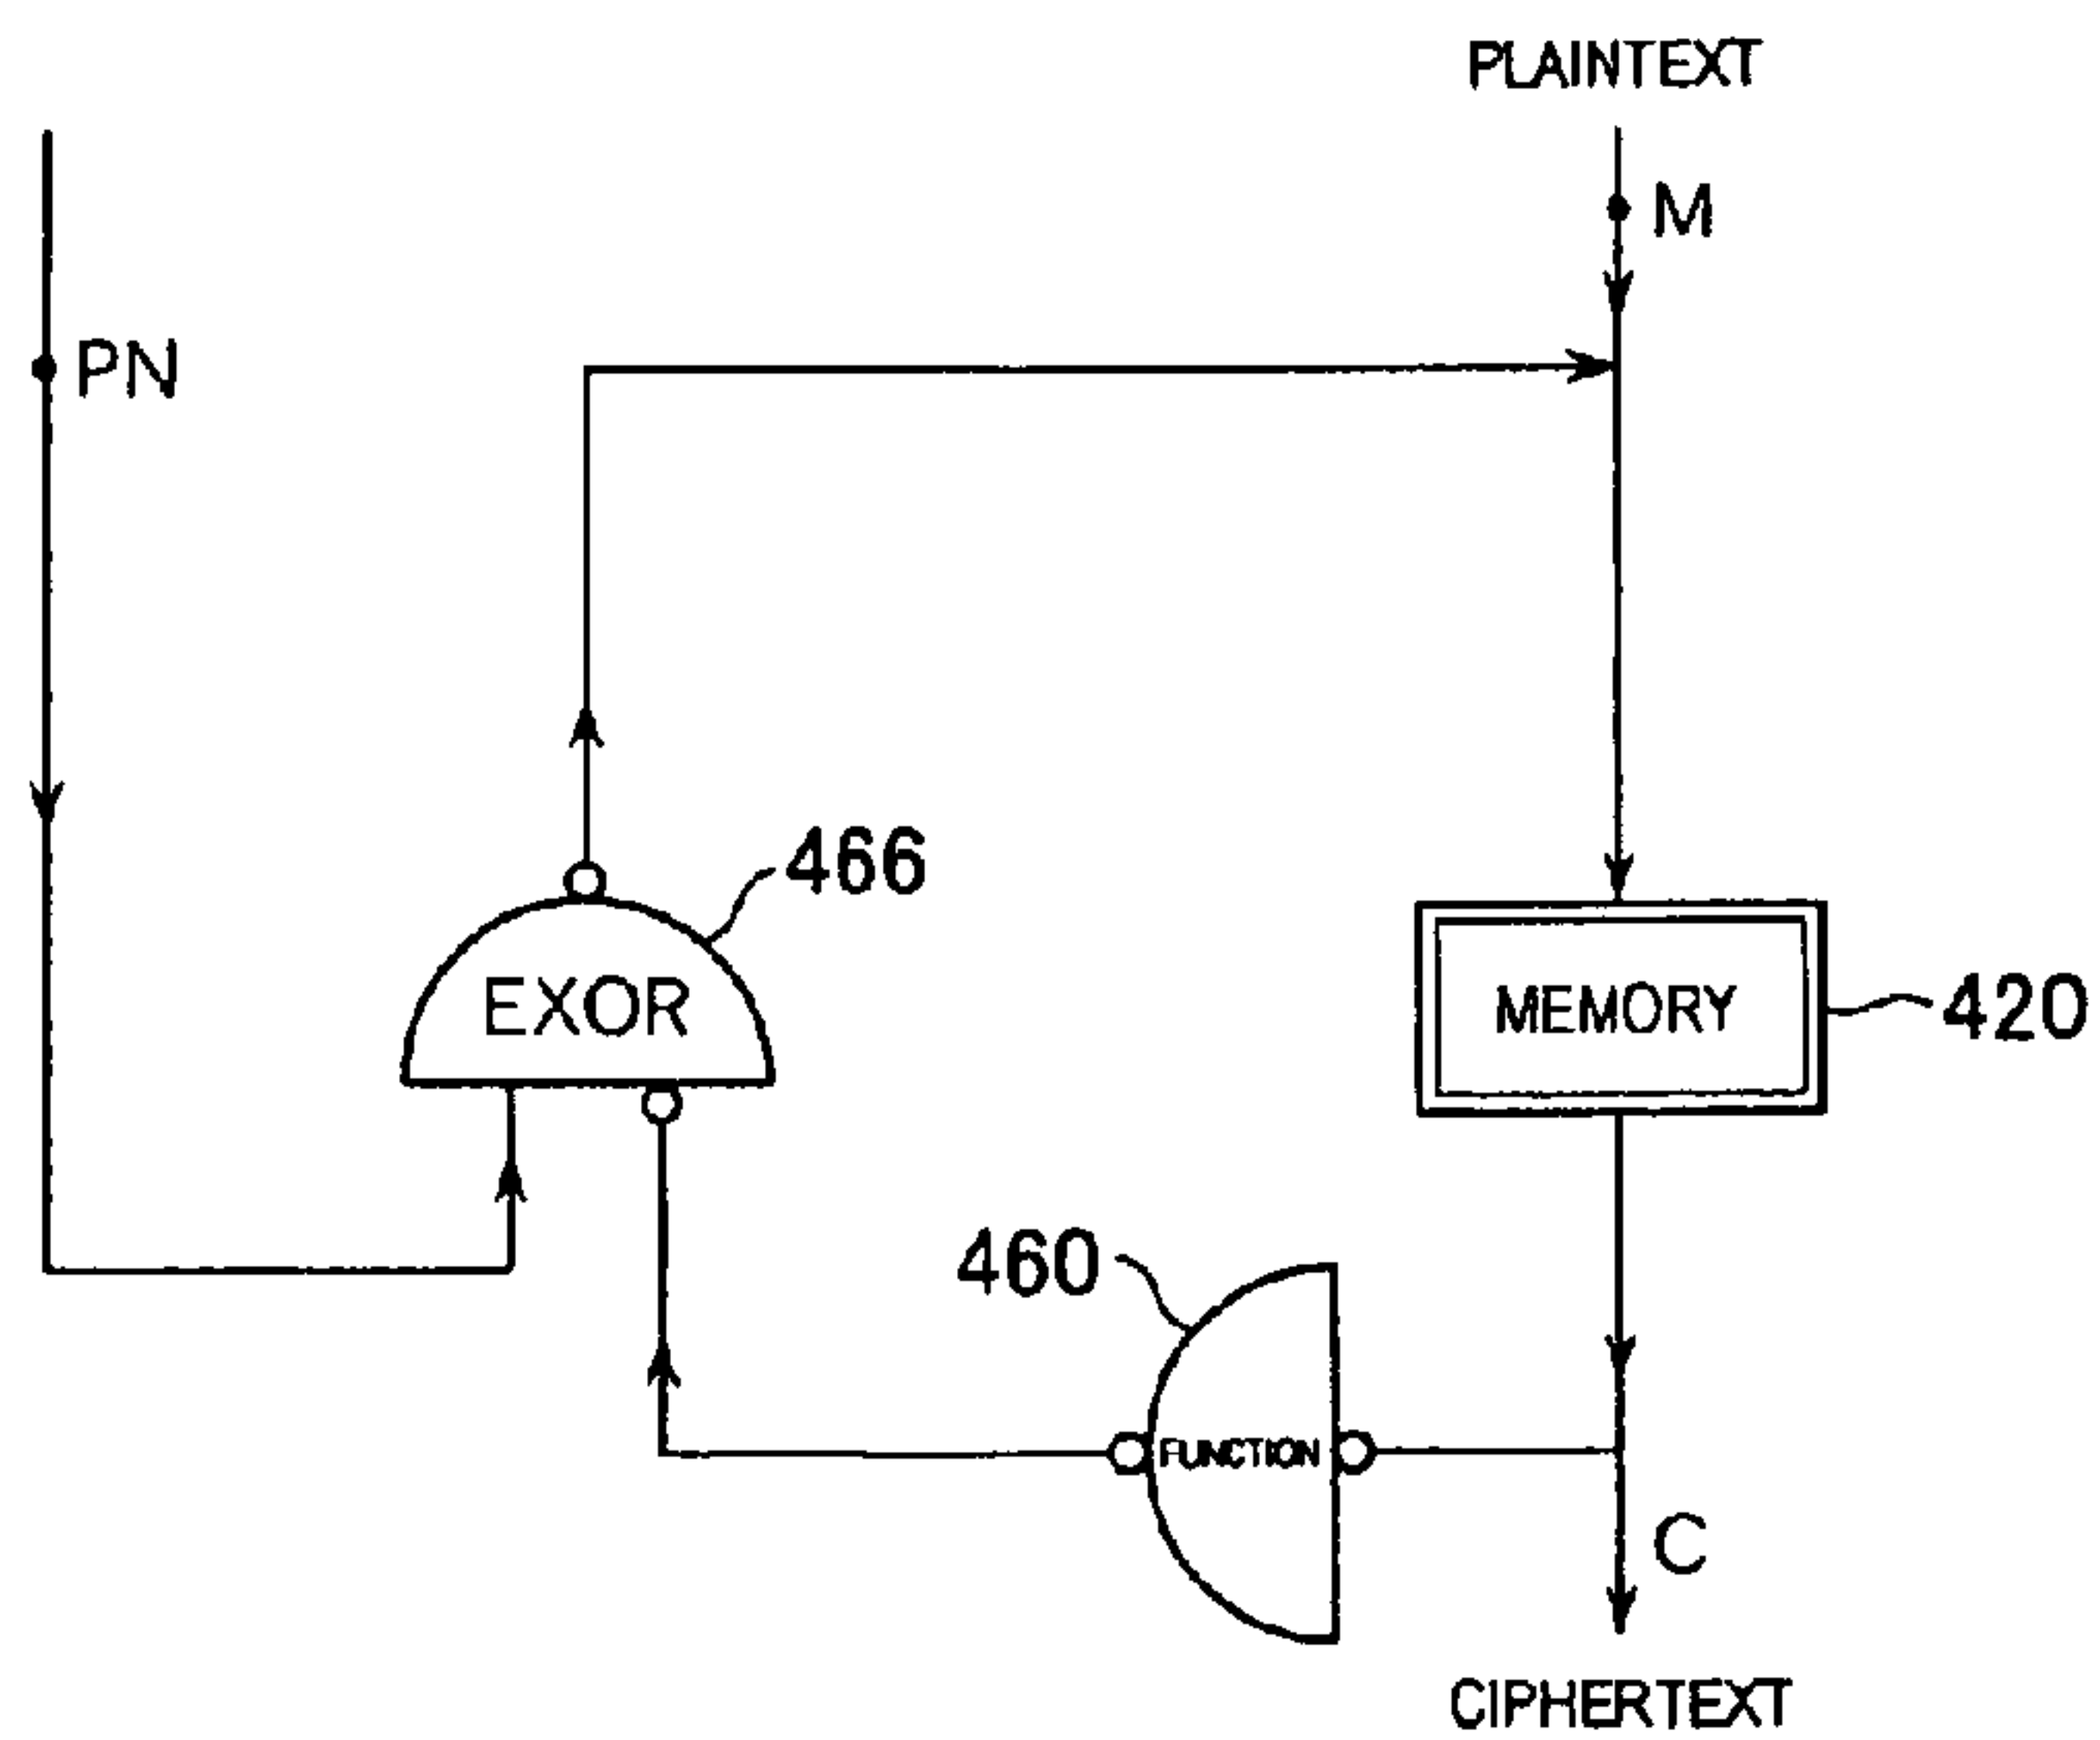 PLAINTEXT
M
PN
466
EXOR
MEMORY
420
460
FUNCTION
C
CIPHERTEXT